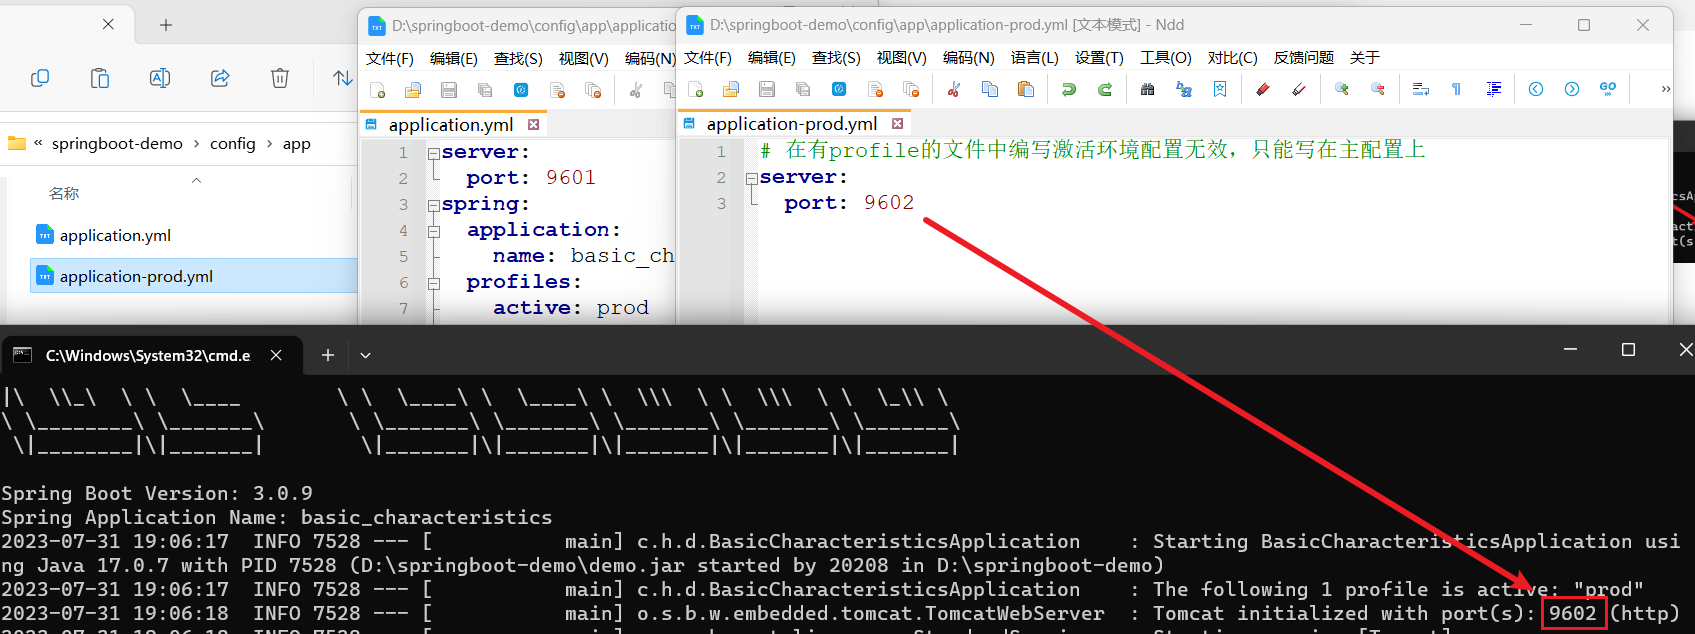 D:\springboot-demo\config\app\applicatio
D:\springboot-demo\config\app\application-prod.yml [文本模式] - Ndd
文件(F) 编辑(E) 查找(S) 视图(V) 编码(N)
文件(F) 编辑(E) 查找(S) 视图(V) 编码(N) 语言(L) 设置(T) 工具(O) 对比(C) 反馈问题 关于
« springboot-demo > config > app
名称
application.yml
application-prod.yml
application.yml
1 server:
2 port: 9601
3 spring:
4 application:
5 name: basic_ch
6 profiles:
7 active: prod
application-prod.yml
1 # 在有profile的文件中编写激活环境配置无效，只能写在主配置上
2 server:
3 port: 9602
C:\Windows\System32\cmd.e
Spring Boot Version: 3.0.9
Spring Application Name: basic_characteristics
2023-07-31 19:06:17 INFO 7528 --- [ main] c.h.d.BasicCharacteristicsApplication : Starting BasicCharacteristicsApplication usi
ng Java 17.0.7 with PID 7528 (D:\springboot-demo\demo.jar started by 20208 in D:\springboot-demo)
2023-07-31 19:06:17 INFO 7528 --- [ main] c.h.d.BasicCharacteristicsApplication : The following 1 profile is active: "prod"
2023-07-31 19:06:18 INFO 7528 --- [ main] o.s.b.w.embedded.tomcat.TomcatWebServer : Tomcat initialized with port(s): 9602 (http)